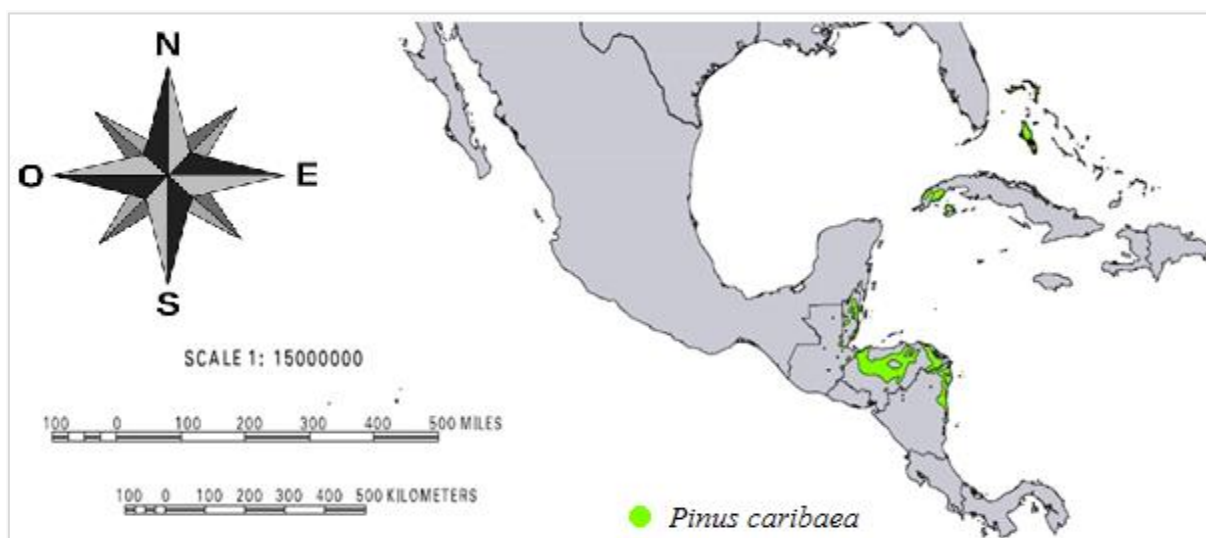 N
O E
S
SCALE 1: 15000000
100 0 100 200 300 400 500 MILES
100 0 100 200 300 400 500 KILOMETERS
Pinus caribaea